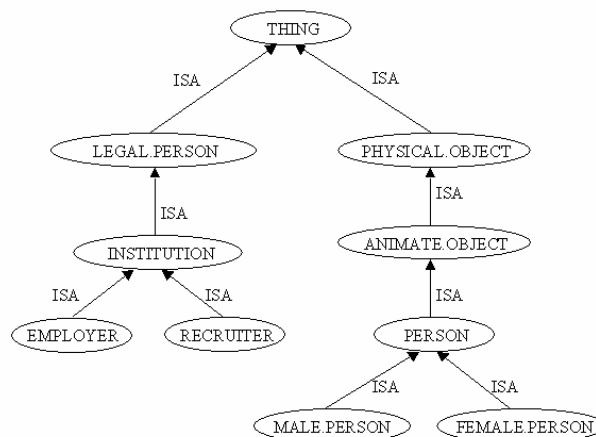 THING
ISA
ISA
LEGAL.PERSON
PHYSICAL.OBJECT
ISA
ISA
INSTITUTION
ANIMATE.OBJECT
ISA
ISA
ISA
EMPLOYER
RECRUITER
PERSON
ISA
ISA
MALE.PERSON
FEMALE.PERSON